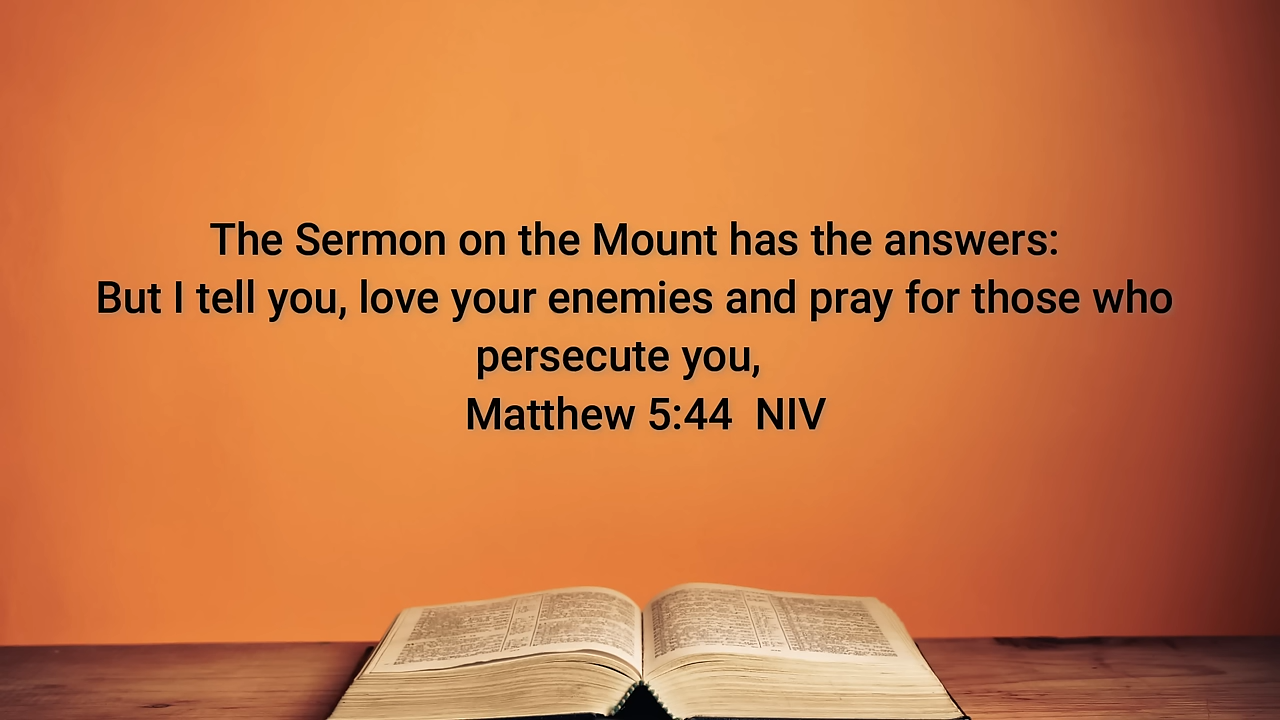 The Sermon on the Mount has the answers:
But I tell you, love your enemies and pray for those who
persecute you,
Matthew 5:44  NIV